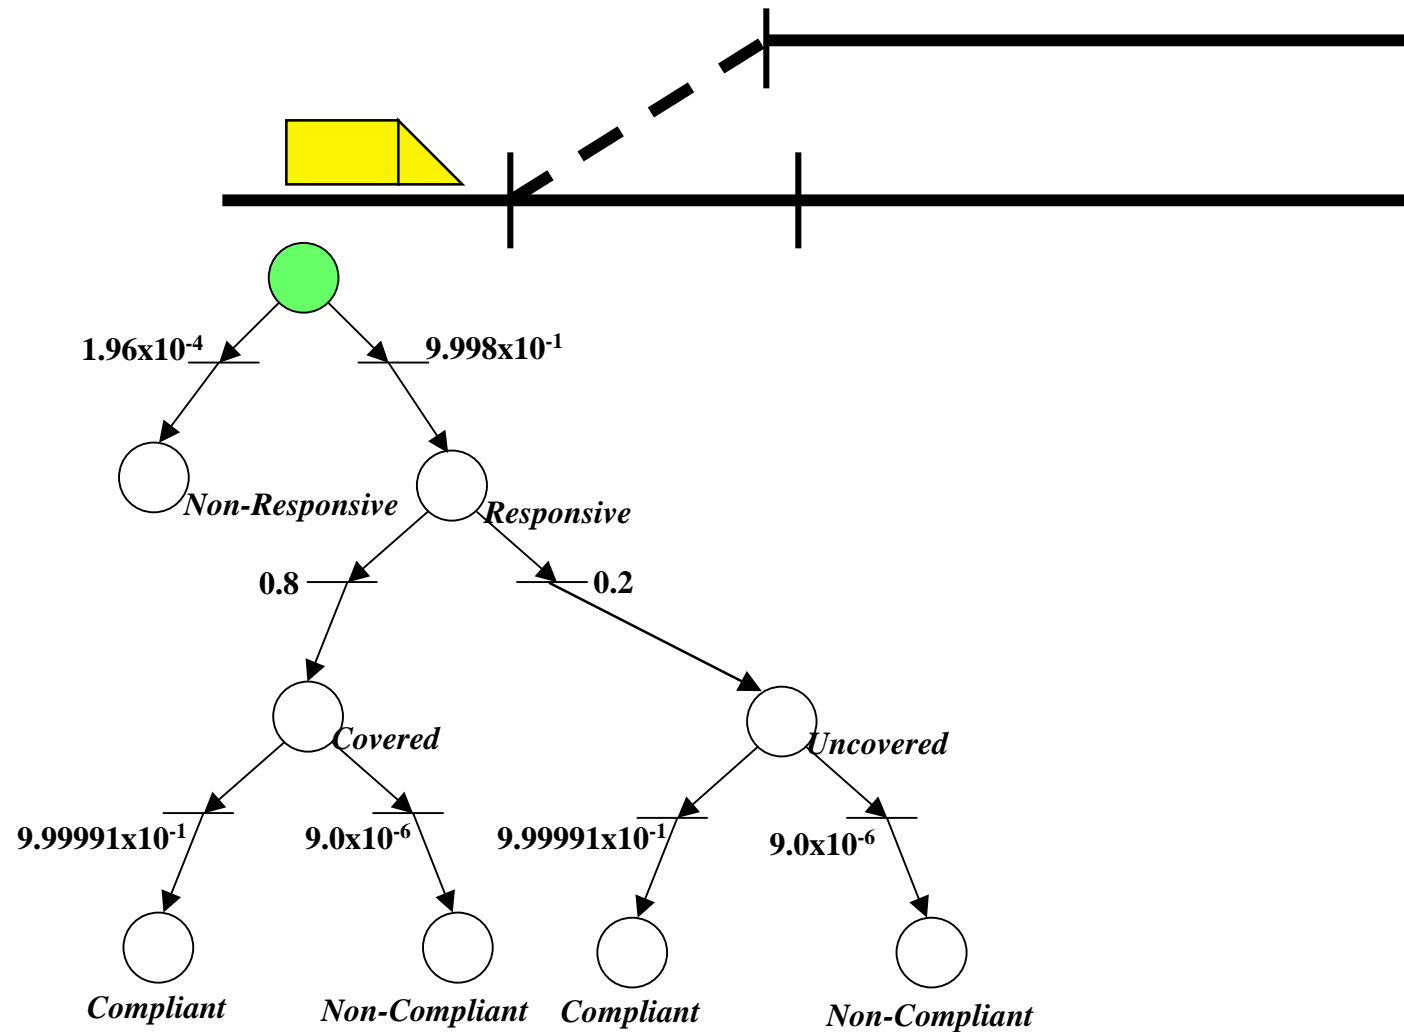 1.96x10⁻⁴
9.998x10⁻¹
Non-Responsive
Responsive
0.8
0.2
Covered
Uncovered
9.99991x10⁻¹
9.0x10⁻⁶
9.99991x10⁻¹
9.0x10⁻⁶
Compliant
Non-Compliant
Compliant
Non-Compliant